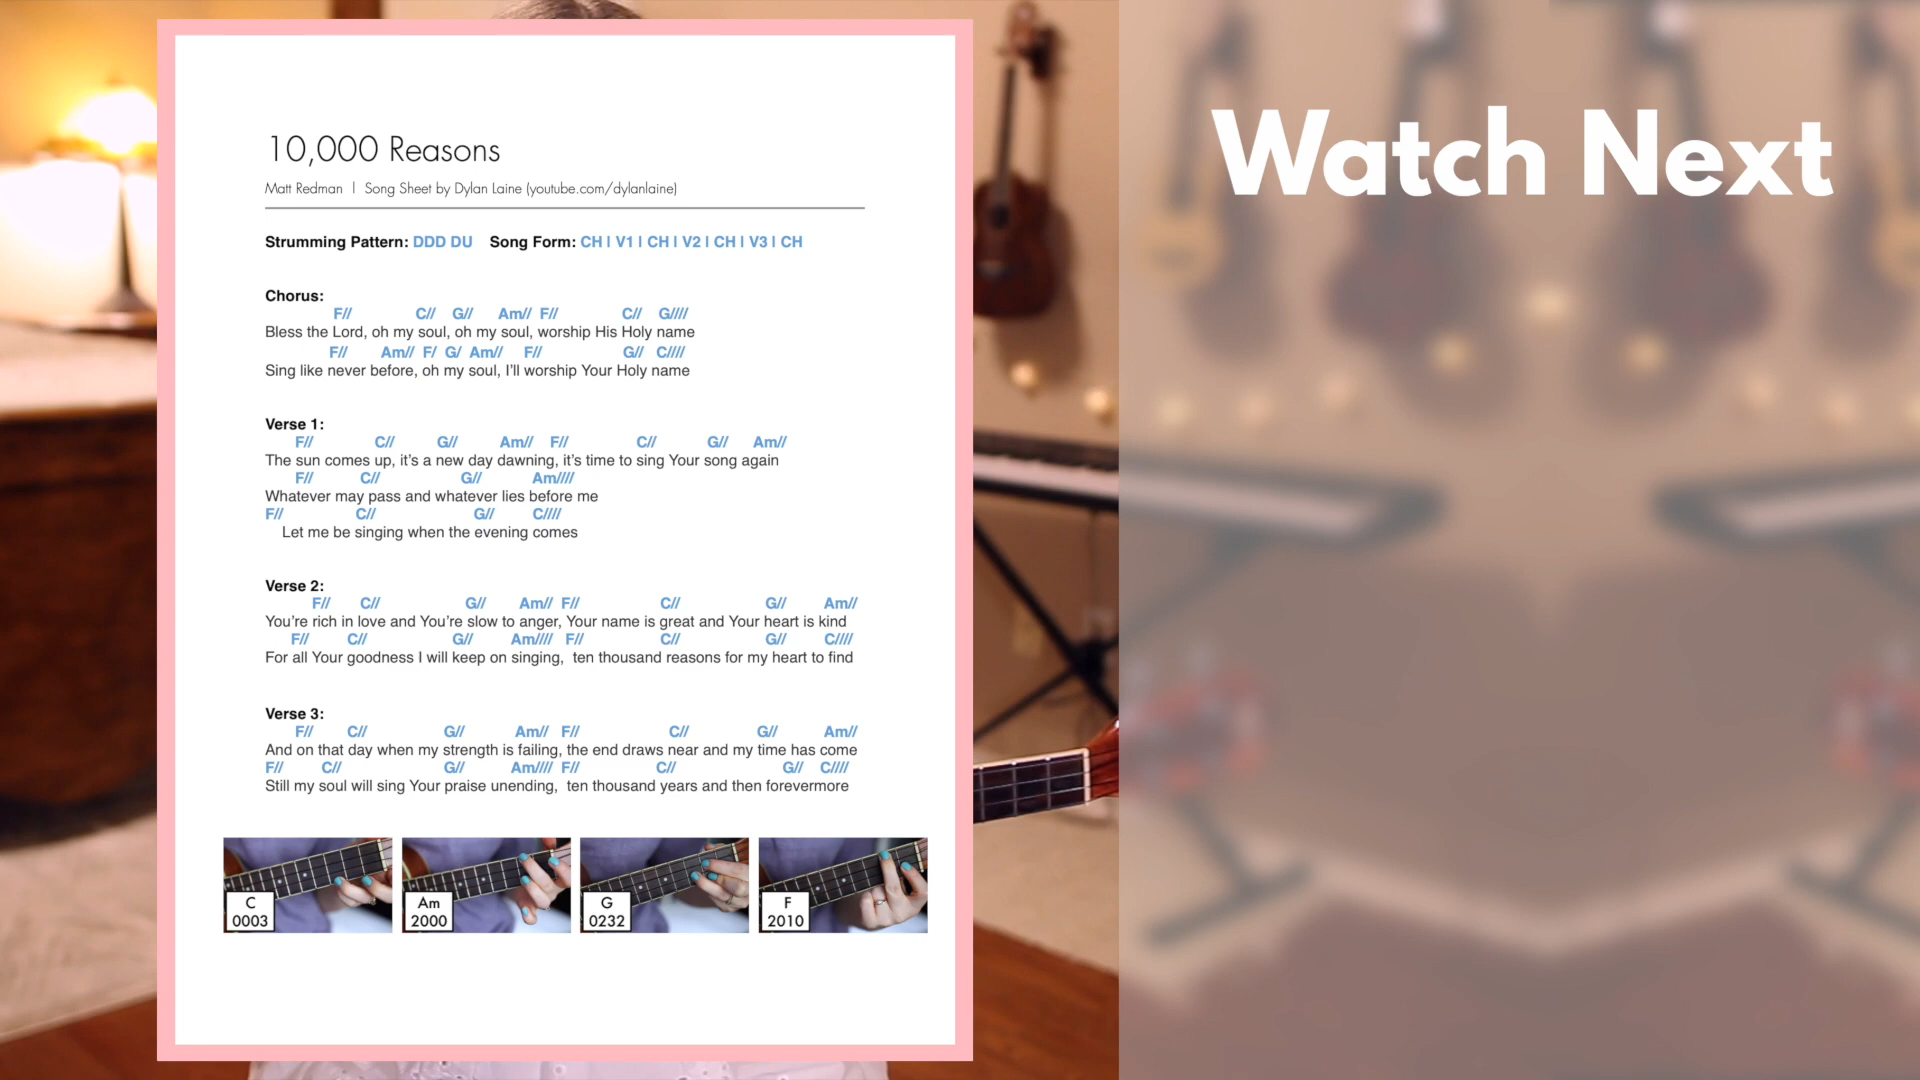 10,000 Reasons
Matt Redman | Song Sheet by Dylan Laine (youtube.com/dylanlaine)
Strumming Pattern: DDD DU Song Form: CH | V1 | CH | V2 | CH | V3 | CH
Chorus:
F// C// G// Am// F// C// G////
Bless the Lord, oh my soul, oh my soul, worship His Holy name
F// Am// F/ G/ Am// F// G// C////
Sing like never before, oh my soul, I’ll worship Your Holy name
Verse 1:
F// C// G// Am// F// C// G// Am//
The sun comes up, it’s a new day dawning, it’s time to sing Your song again
F// C// G// Am////
Whatever may pass and whatever lies before me
F// C// G// C////
Let me be singing when the evening comes
Verse 2:
F// C// G// Am// F// C// G// Am//
You’re rich in love and You’re slow to anger, Your name is great and Your heart is kind
F// C// G// Am//// F// C// G// C////
For all Your goodness I will keep on singing, ten thousand reasons for my heart to find
Verse 3:
F// C// G// Am// F// C// G// Am//
And on that day when my strength is failing, the end draws near and my time has come
F// C// G// Am//// F// C// G// C////
Still my soul will sing Your praise unending, ten thousand years and then forevermore
C
0003
Am
2000
G
0232
F
2010
Watch Next